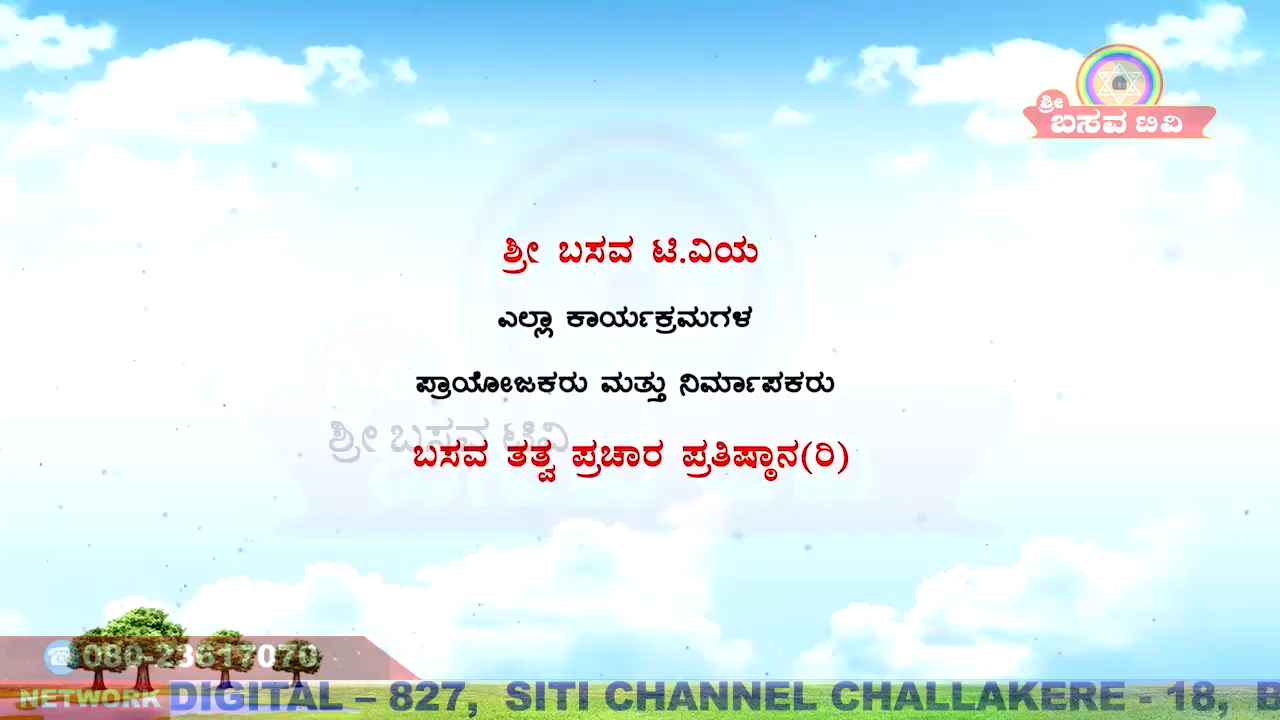 ಶ್ರೀ
ಬಸವ ಟಿವಿ
ಶ್ರೀ ಬಸವ ಟಿ.ವಿಯ
ಎಲ್ಲಾ ಕಾರ್ಯಕ್ರಮಗಳ
ಪ್ರಾಯೋಜಕರು ಮತ್ತು ನಿರ್ಮಾಪಕರು
ಶ್ರೀ ಬಸವ ಟಿವಿ
ಬಸವ ತತ್ವ ಪ್ರಚಾರ ಪ್ರತಿಷ್ಠಾನ(ರಿ)
080-23617070
NETWORK DIGITAL – 827, SITI CHANNEL CHALLAKERE - 18, B